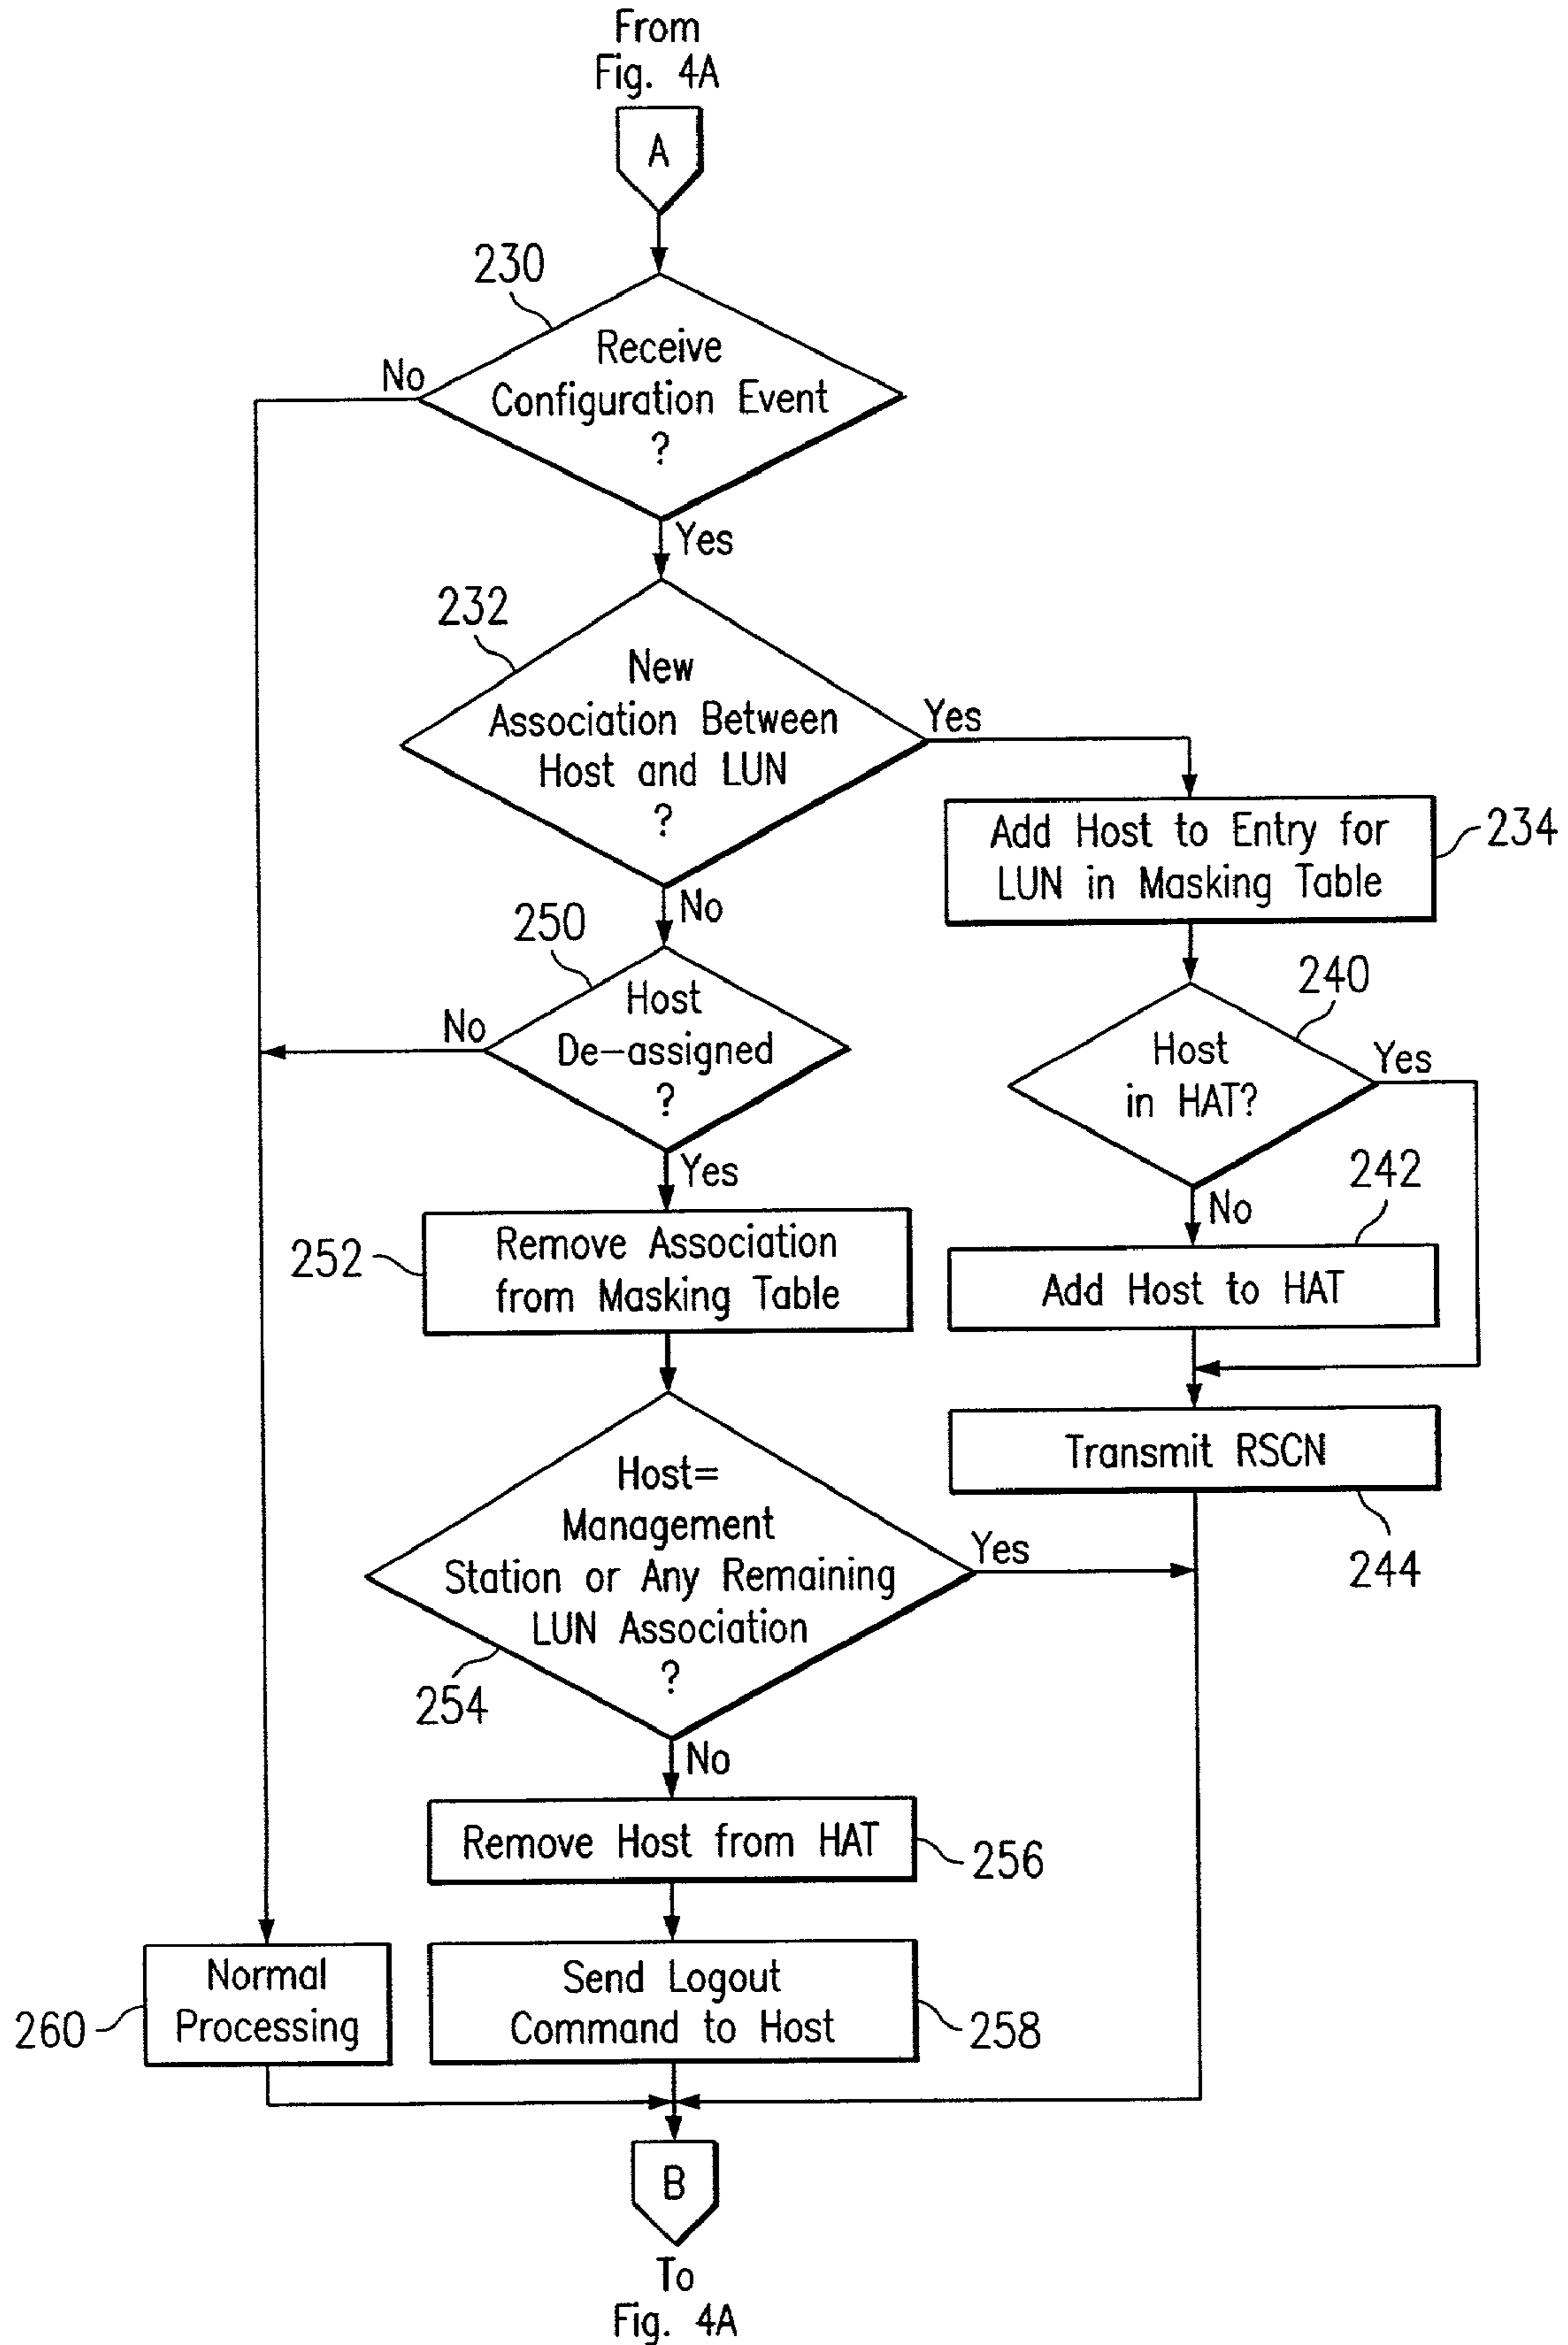 From
Fig. 4A
A
230
Receive
Configuration Event
?
No
Yes
232
New
Association Between
Host and LUN
?
Yes
No
Add Host to Entry for
LUN in Masking Table
234
250
Host
De-assigned
?
No
Yes
240
Host
in HAT?
Yes
No
242
Add Host to HAT
252
Remove Association
from Masking Table
Transmit RSCN
244
Host=
Management
Station or Any Remaining
LUN Association
?
Yes
254
No
Remove Host from HAT
256
Normal
Processing
260
Send Logout
Command to Host
258
B
To
Fig. 4A